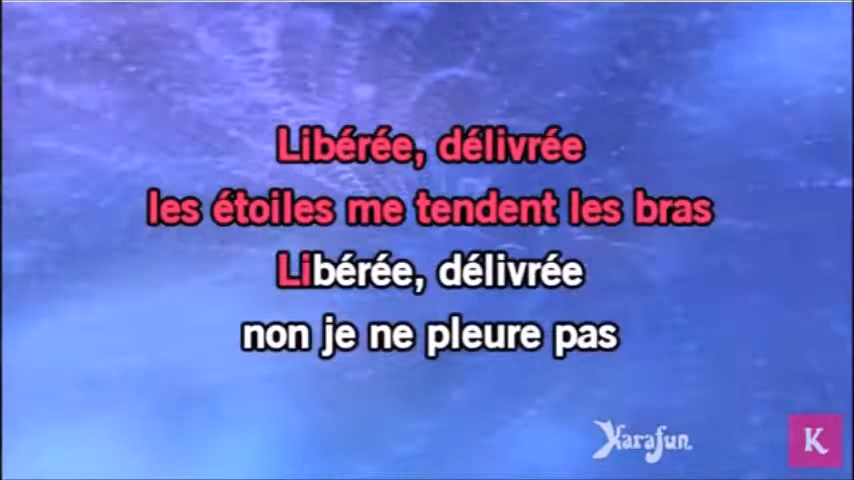 Libérée, délivrée
les étoiles me tendent les bras
Libérée, délivrée
non je ne pleure pas
Karafun
K